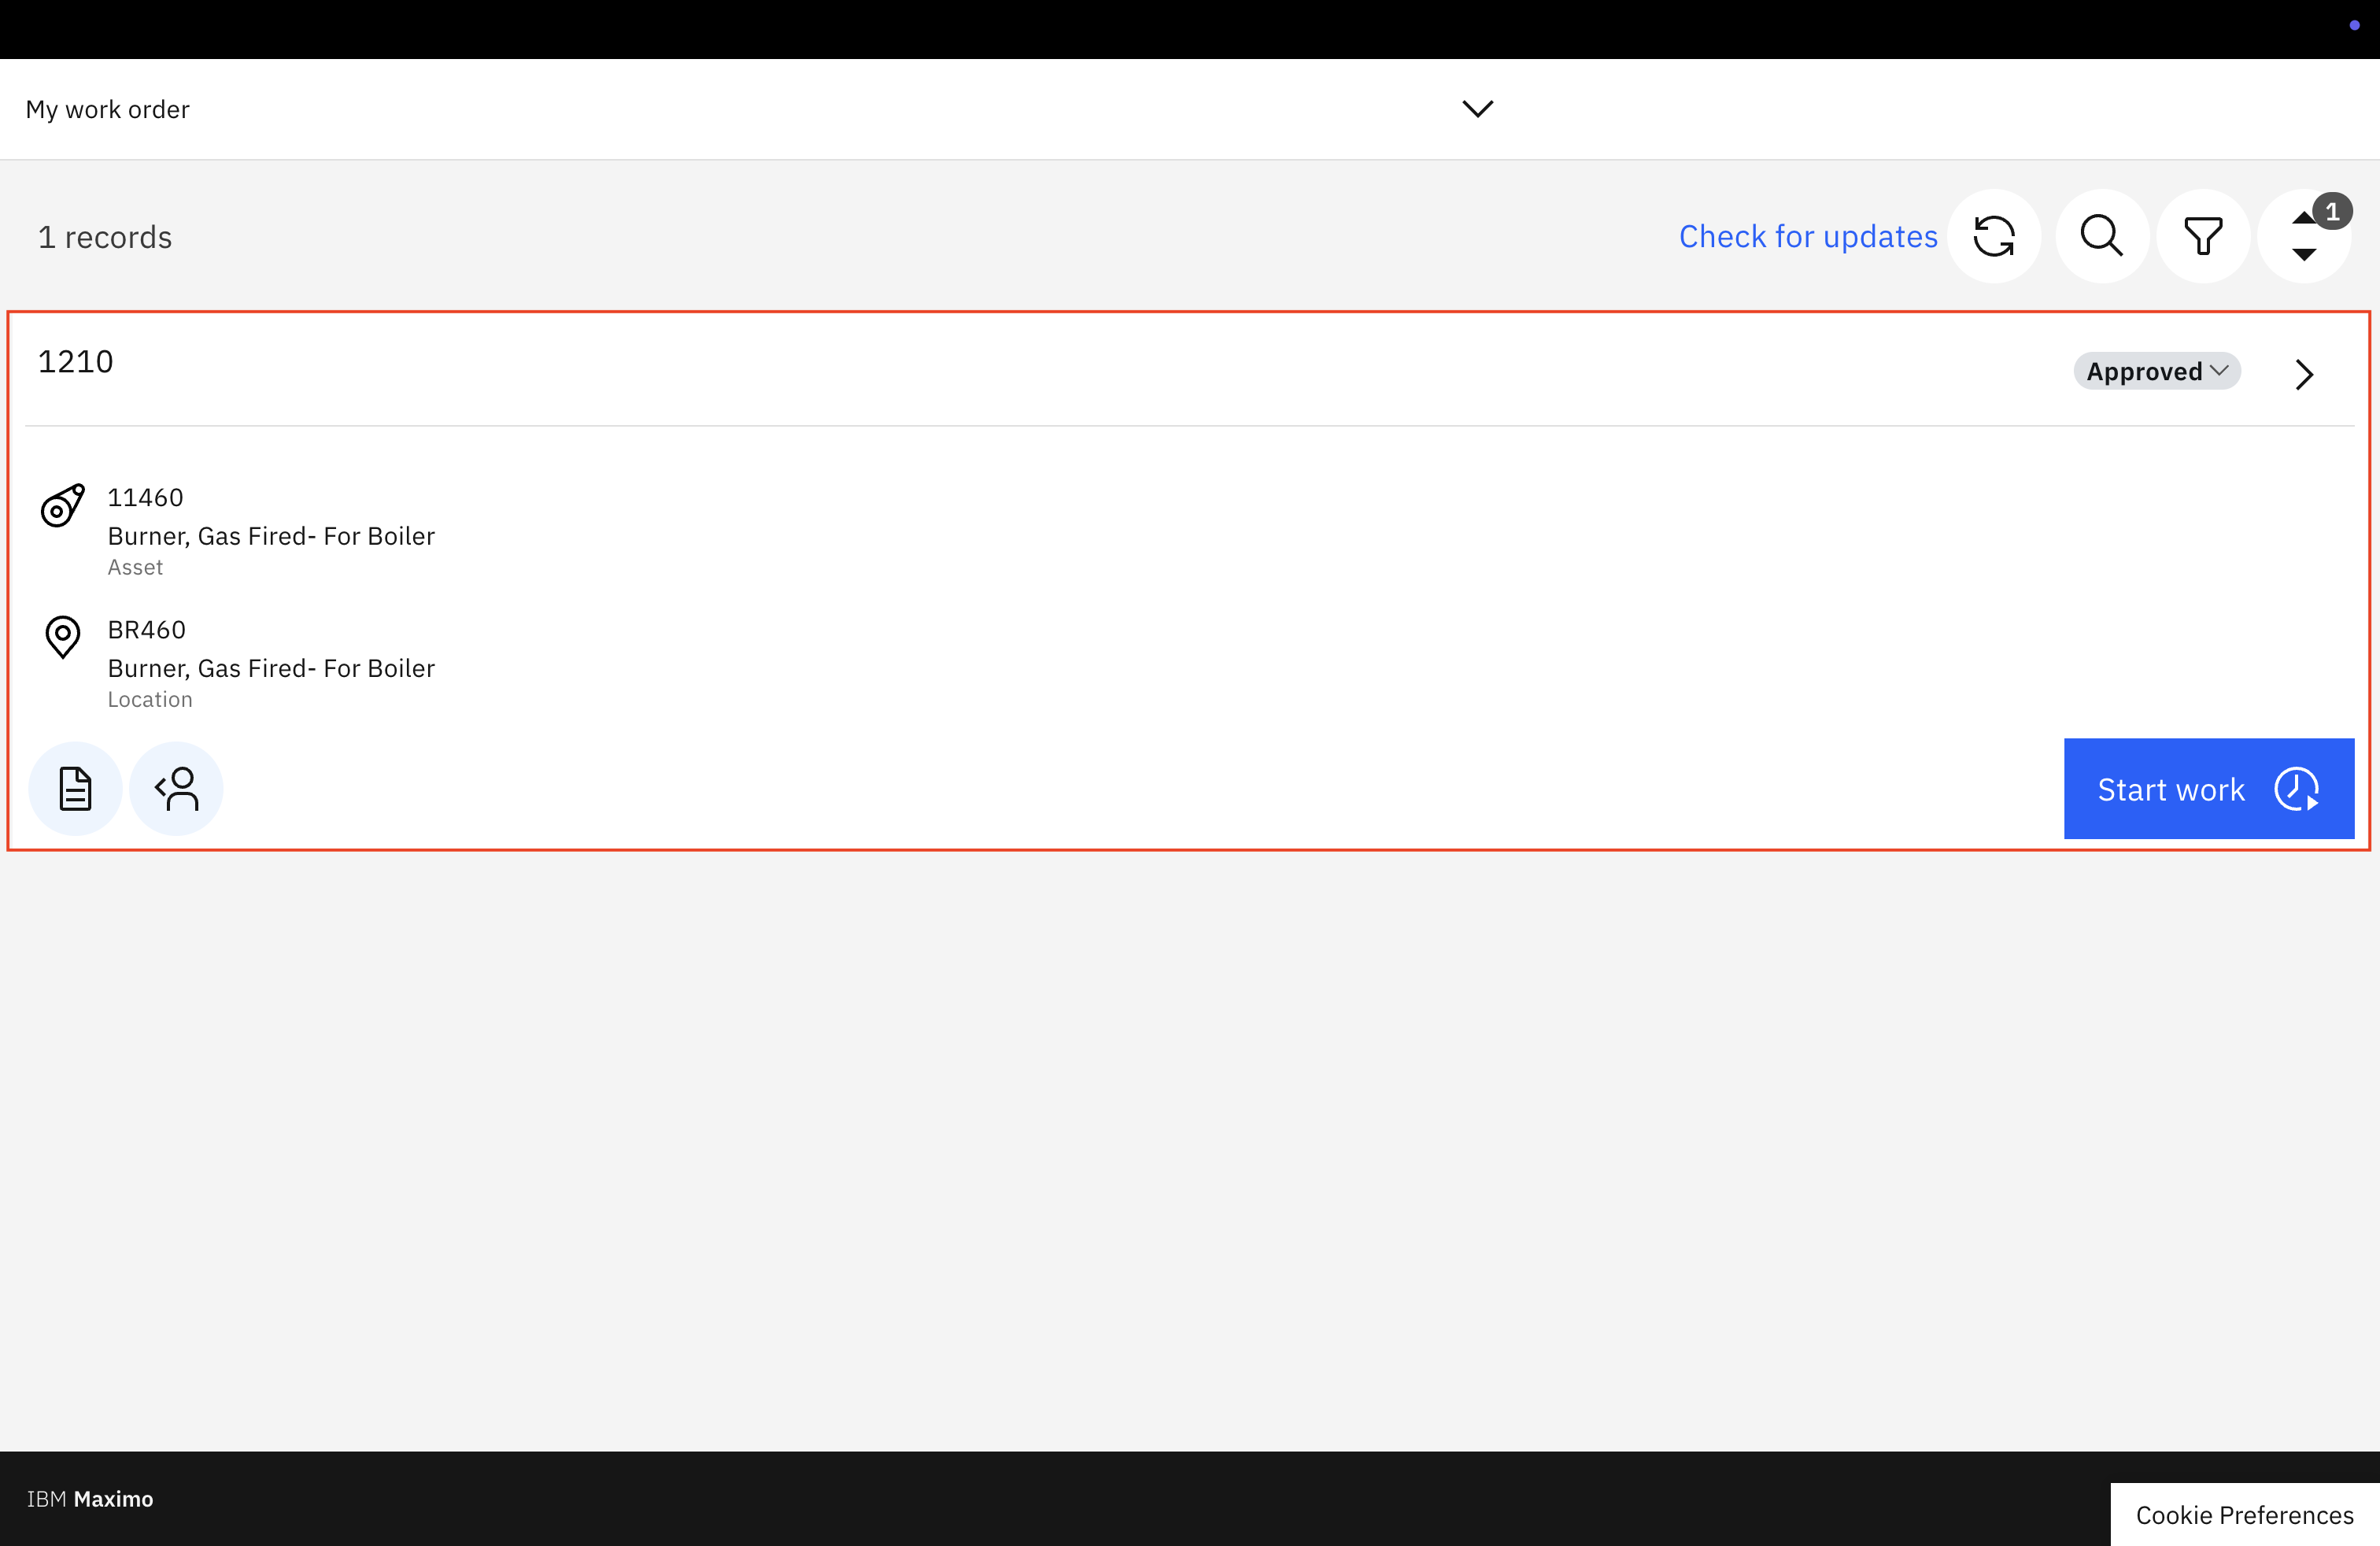 My work order
1 records
Check for updates
1
1210
Approved
11460
Burner, Gas Fired- For Boiler
Asset
BR460
Burner, Gas Fired- For Boiler
Location
Start work
IBM Maximo
Cookie Preferences